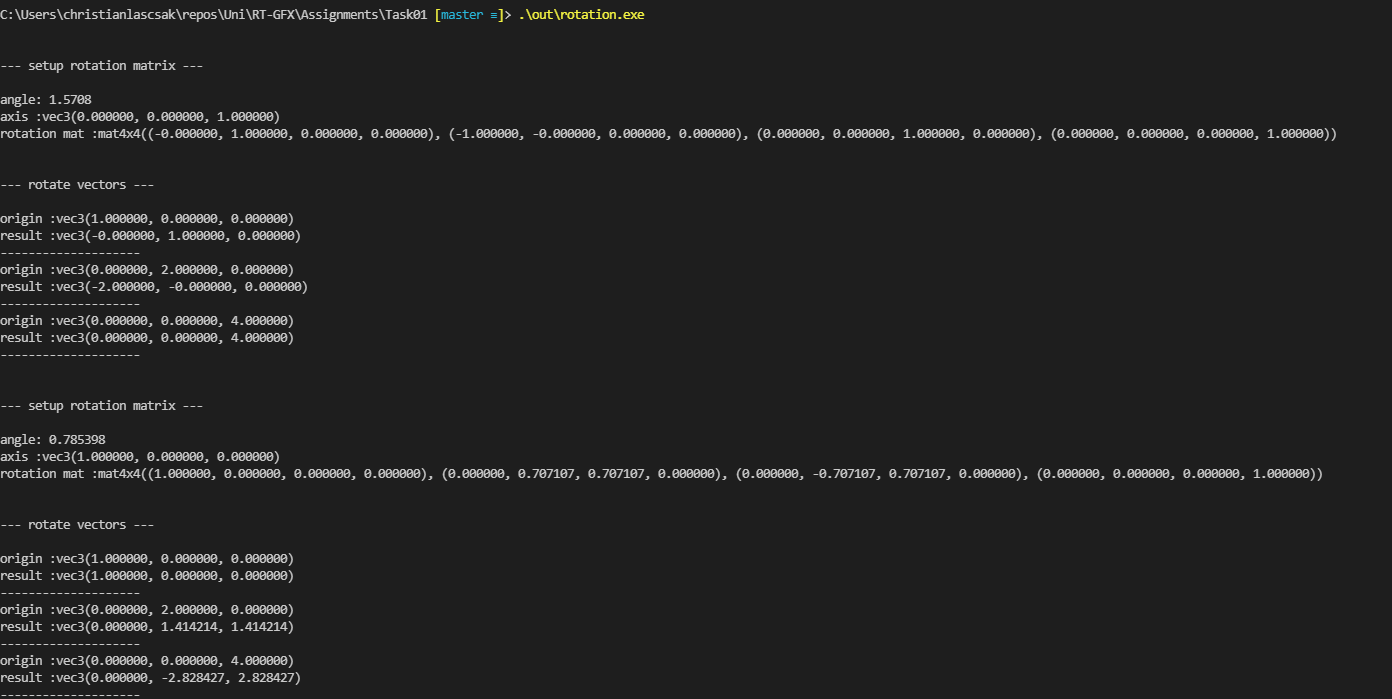 C:\Users\christianlascsak\repos\Uni\RT-GFX\Assignments\Task01 [master ≡]> .\out\rotation.exe
--- setup rotation matrix ---
angle: 1.5708
axis :vec3(0.000000, 0.000000, 1.000000)
rotation mat :mat4x4((-0.000000, 1.000000, 0.000000, 0.000000), (-1.000000, -0.000000, 0.000000, 0.000000), (0.000000, 0.000000, 1.000000, 0.000000), (0.000000, 0.000000, 0.000000, 1.000000))
--- rotate vectors ---
origin :vec3(1.000000, 0.000000, 0.000000)
result :vec3(-0.000000, 1.000000, 0.000000)
--------------------
origin :vec3(0.000000, 2.000000, 0.000000)
result :vec3(-2.000000, -0.000000, 0.000000)
--------------------
origin :vec3(0.000000, 0.000000, 4.000000)
result :vec3(0.000000, 0.000000, 4.000000)
--------------------
--- setup rotation matrix ---
angle: 0.785398
axis :vec3(1.000000, 0.000000, 0.000000)
rotation mat :mat4x4((1.000000, 0.000000, 0.000000, 0.000000), (0.000000, 0.707107, 0.707107, 0.000000), (0.000000, -0.707107, 0.707107, 0.000000), (0.000000, 0.000000, 0.000000, 1.000000))
--- rotate vectors ---
origin :vec3(1.000000, 0.000000, 0.000000)
result :vec3(1.000000, 0.000000, 0.000000)
--------------------
origin :vec3(0.000000, 2.000000, 0.000000)
result :vec3(0.000000, 1.414214, 1.414214)
--------------------
origin :vec3(0.000000, 0.000000, 4.000000)
result :vec3(0.000000, -2.828427, 2.828427)
--------------------